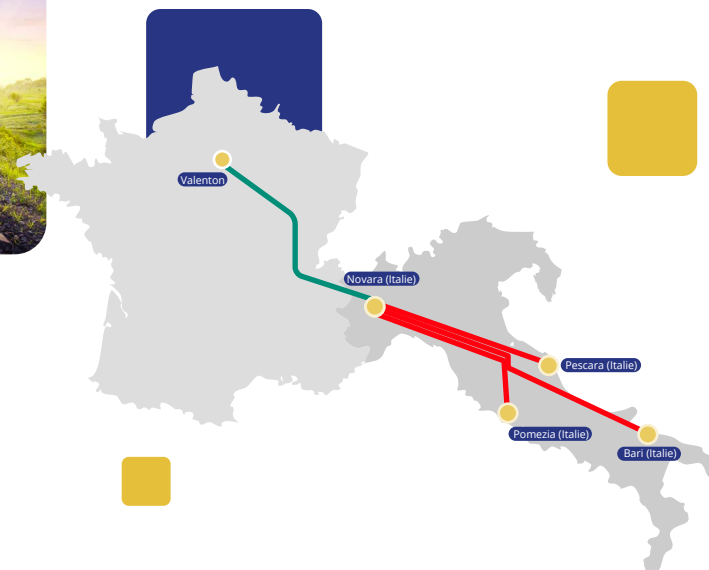 Valenton
Novara (Italie)
Pescara (Italie)
Pomezia (Italie)
Bari (Italie)